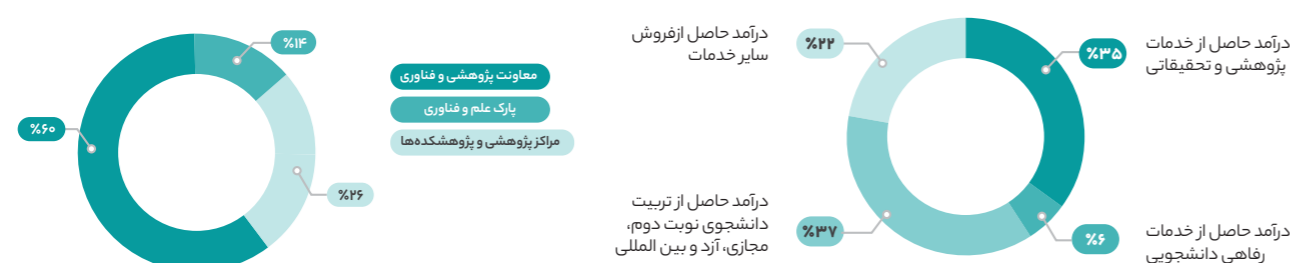 درآمد حاصل از خدمات
پژوهشی و تحقیقاتی
%۳۵
درآمد حاصل از خدمات
رفاهی دانشجویی
%۶
درآمد حاصل ازفروش
سایر خدمات
%۲۲
درآمد حاصل از تربیت
دانشجوی نوبت دوم،
مجازی، آزد و بین المللی
%۳۷
معاونت پژوهشی و فناوری
پارک علم و فناوری
مراکز پژوهشی و پژوهشکده‌ها
%۱۴
%۶۰
%۲۶